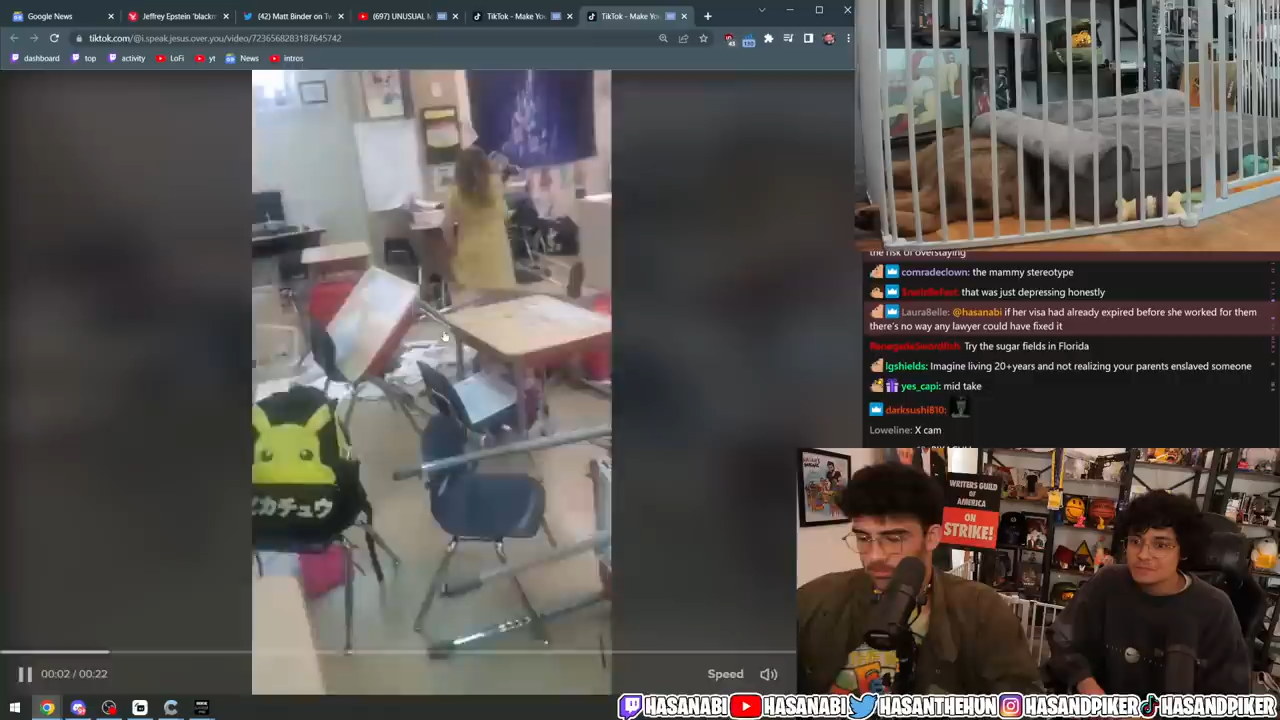 Google News
Jeffrey Epstein 'blackm
(42) Matt Binder on Tw
(697) UNUSUAL M
TikTok - Make You
TikTok - Make You
tiktok.com/@i.speak.jesus.over.you/video/7236568283187645742
dashboard
top
activity
LoFi
yt
News
intros
ピカチュウ
the risk of overstaying
comradeclown: the mammy stereotype
that was just depressing honestly
Laura8elle: @hasanabi if her visa had already expired before she worked for them
there's no way any lawyer could have fixed it
RenegadeSwordfish: Try the sugar fields in Florida
lgshields: Imagine living 20+years and not realizing your parents enslaved someone
yes_capi: mid take
darksushi810:
Loweline: X cam
WRITERS GUILD
OF
AMERICA
ON
STRIKE!
00:02 / 00:22
Speed
HASANABI
HASANABI
HASANTHEHUN
HASANDPIKER
HASANDPIKER